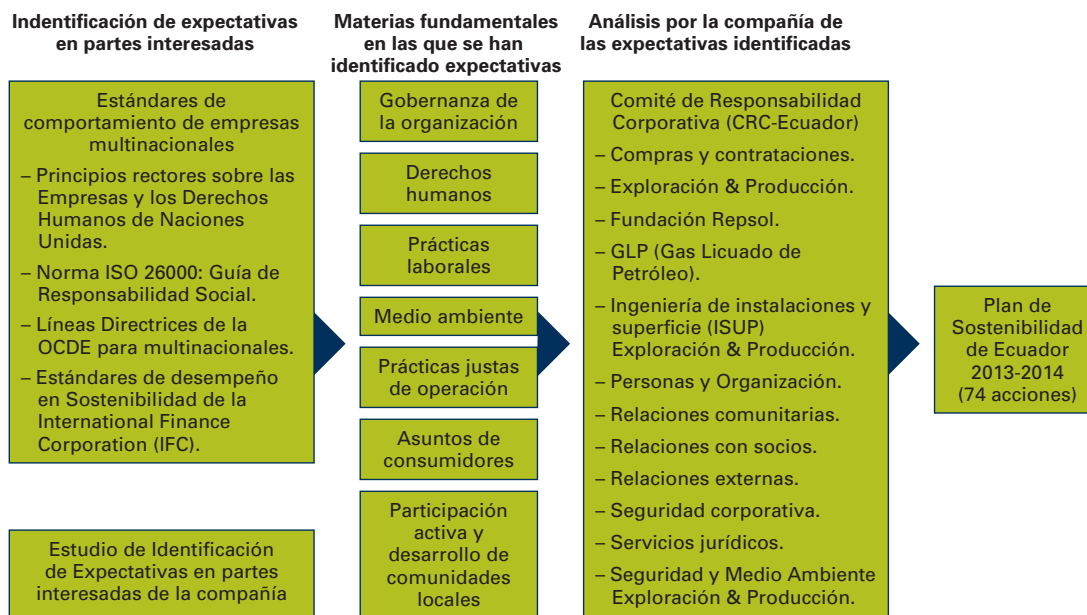 Indentificación de expectativas
en partes interesadas
Estándares de
comportamiento de empresas
multinacionales
– Principios rectores sobre las
Empresas y los Derechos
Humanos de Naciones
Unidas.
– Norma ISO 26000: Guía de
Responsabilidad Social.
– Líneas Directrices de la
OCDE para multinacionales.
– Estándares de desempeño
en Sostenibilidad de la
International Finance
Corporation (IFC).
Estudio de Identificación
de Expectativas en partes
interesadas de la compañía
Materias fundamentales
en las que se han
identificado expectativas
Gobernanza de
la organización
Derechos
humanos
Prácticas
laborales
Medio ambiente
Prácticas justas
de operación
Asuntos de
consumidores
Participación
activa y
desarrollo de
comunidades
locales
Análisis por la compañía de
las expectativas identificadas
Comité de Responsabilidad
Corporativa (CRC-Ecuador)
– Compras y contrataciones.
– Exploración & Producción.
– Fundación Repsol.
– GLP (Gas Licuado de
Petróleo).
– Ingeniería de instalaciones y
superficie (ISUP)
Exploración & Producción.
– Personas y Organización.
– Relaciones comunitarias.
– Relaciones con socios.
– Relaciones externas.
– Seguridad corporativa.
– Servicios jurídicos.
– Seguridad y Medio Ambiente
Exploración & Producción.
Plan de
Sostenibilidad
de Ecuador
2013-2014
(74 acciones)